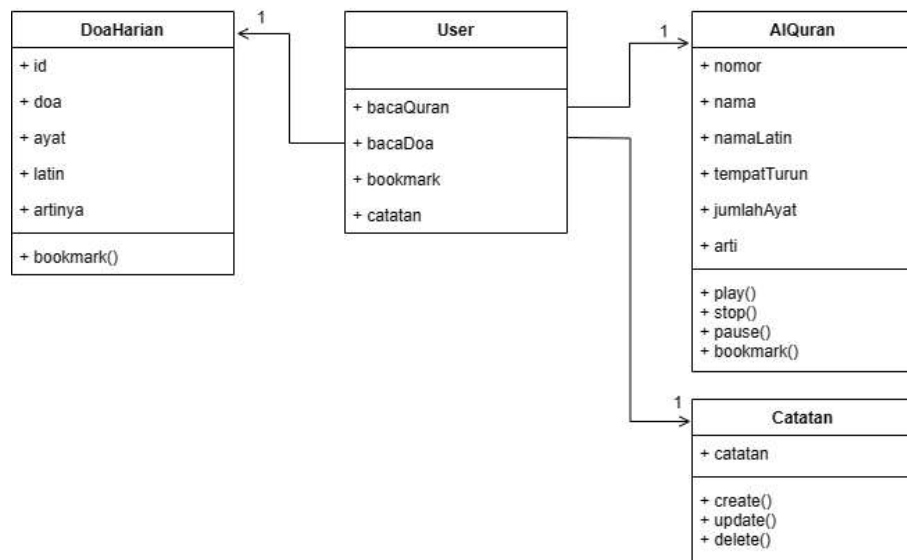 DoaHarian
+ id
+ doa
+ ayat
+ latin
+ artinya
+ bookmark()
1
User
+ bacaQuran
+ bacaDoa
+ bookmark
+ catatan
1
AlQuran
+ nomor
+ nama
+ namaLatin
+ tempatTurun
+ jumlahAyat
+ arti
+ play()
+ stop()
+ pause()
+ bookmark()
1
Catatan
+ catatan
+ create()
+ update()
+ delete()